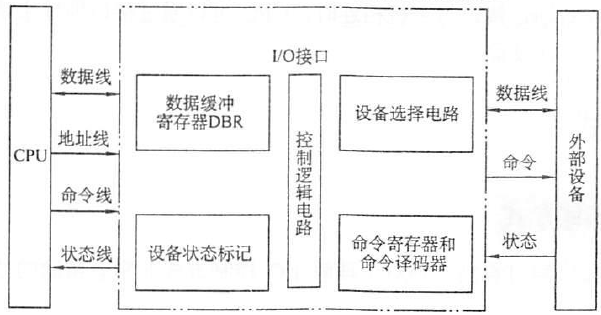 I/O接口
CPU
数据线
地址线
命令线
状态线
数据缓冲
寄存器DBR
设备状态标记
控制逻辑电路
设备选择电路
命令寄存器和
命令译码器
数据线
命令
状态
外部设备